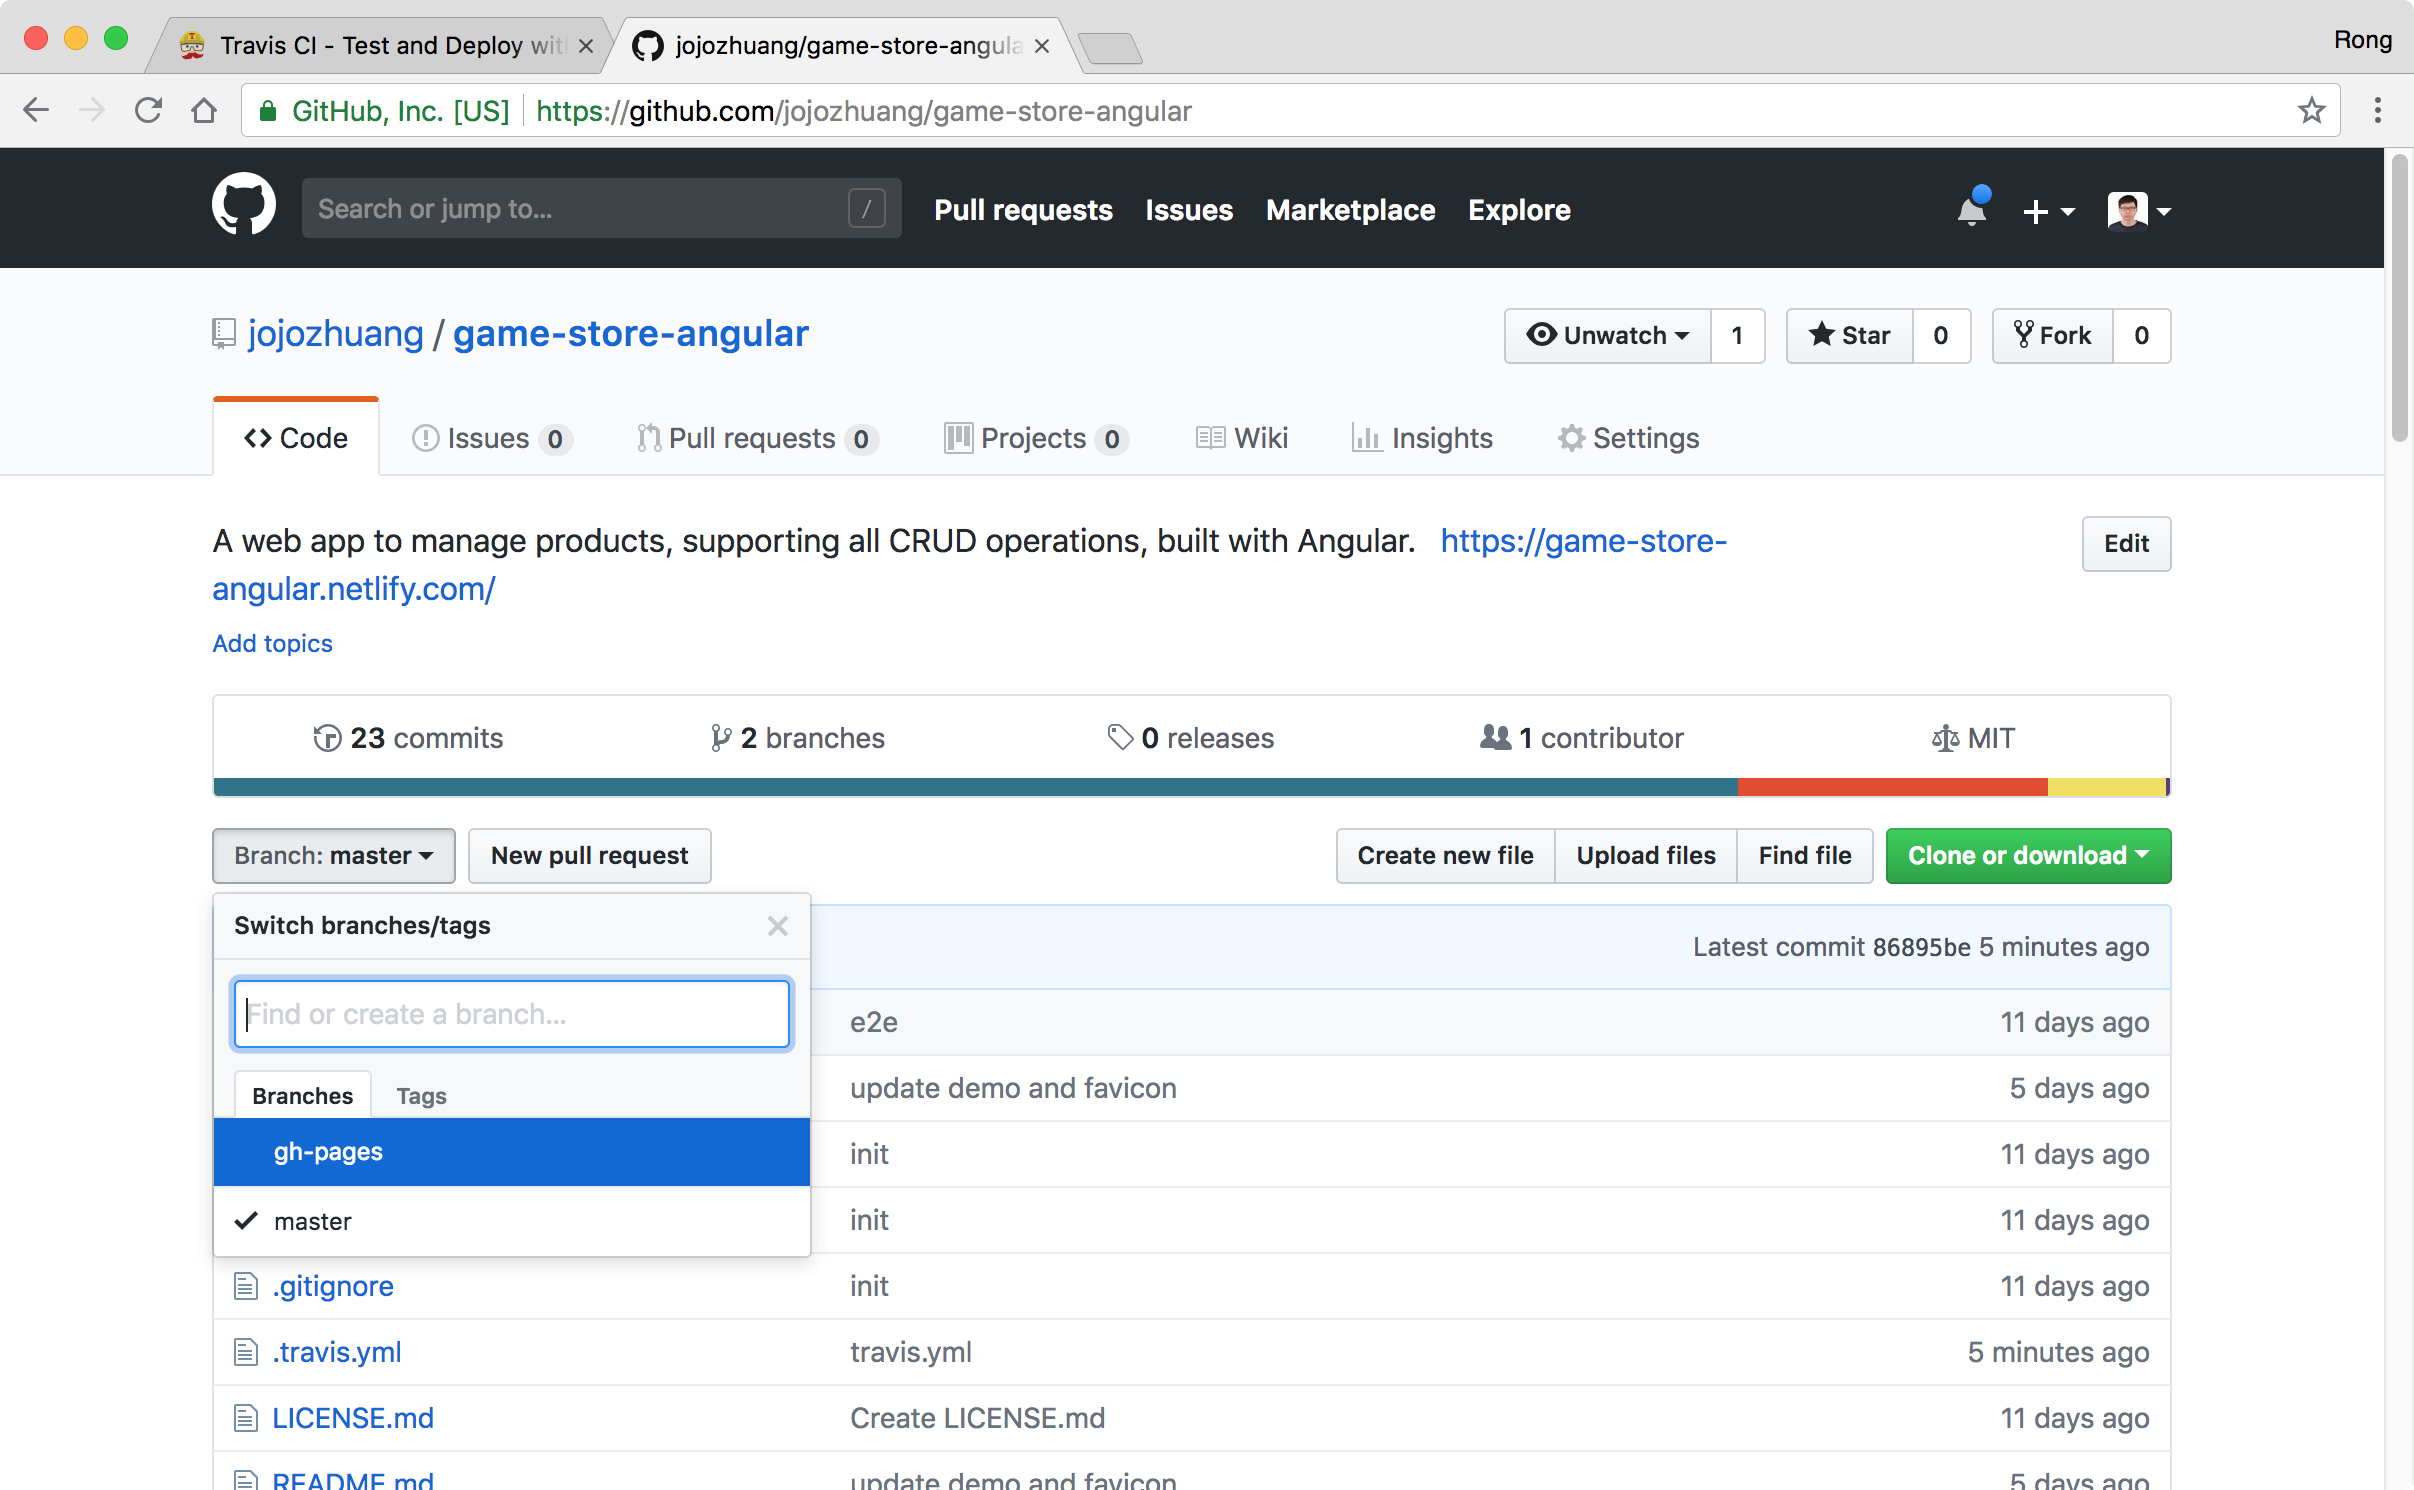 Travis CI - Test and Deploy wit
jojozhuang/game-store-angula
Rong
GitHub, Inc. [US]
https://github.com/jojozhuang/game-store-angular
Search or jump to...
/
Pull requests
Issues
Marketplace
Explore
jojozhuang / game-store-angular
Unwatch 1
Star 0
Fork 0
Code
Issues 0
Pull requests 0
Projects 0
Wiki
Insights
Settings
A web app to manage products, supporting all CRUD operations, built with Angular. https://game-store-
angular.netlify.com/
Edit
Add topics
23 commits
2 branches
0 releases
1 contributor
MIT
Branch: master
New pull request
Create new file
Upload files
Find file
Clone or download
Switch branches/tags
Find or create a branch...
Branches
Tags
gh-pages
master
Latest commit 86895be 5 minutes ago
e2e 11 days ago
update demo and favicon 5 days ago
init 11 days ago
init 11 days ago
.gitignore init 11 days ago
.travis.yml travis.yml 5 minutes ago
LICENSE.md Create LICENSE.md 11 days ago
README.md update demo and favicon 5 days ago